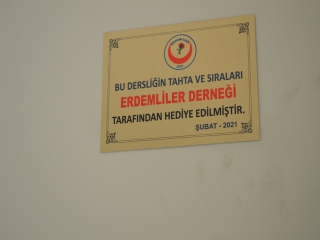 BU DERSLİĞİN TAHTA VE SIRALARI
ERDEMLİLER DERNEĞİ
TARAFINDAN HEDİYE EDİLMİŞTİR.
ŞUBAT - 2021